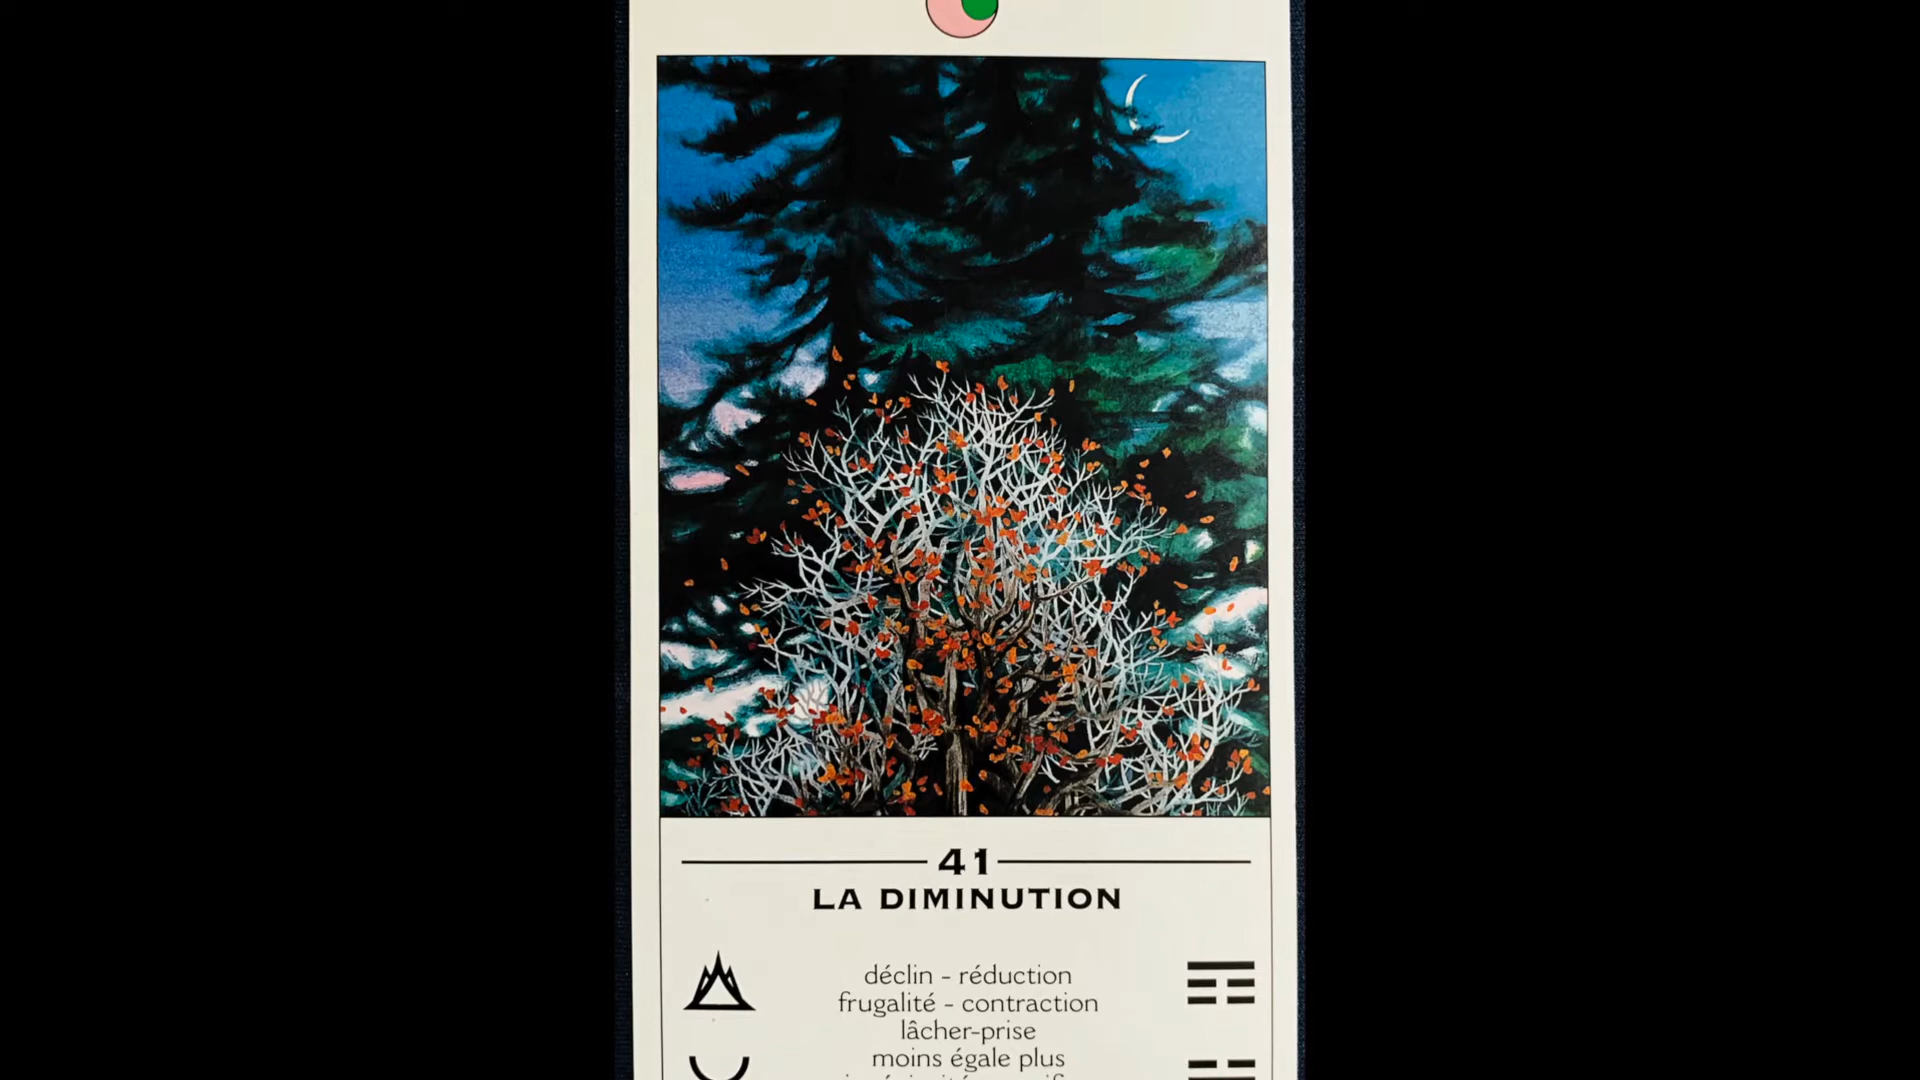 41
LA DIMINUTION
déclin - réduction
frugalité - contraction
lâcher-prise
moins égale plus